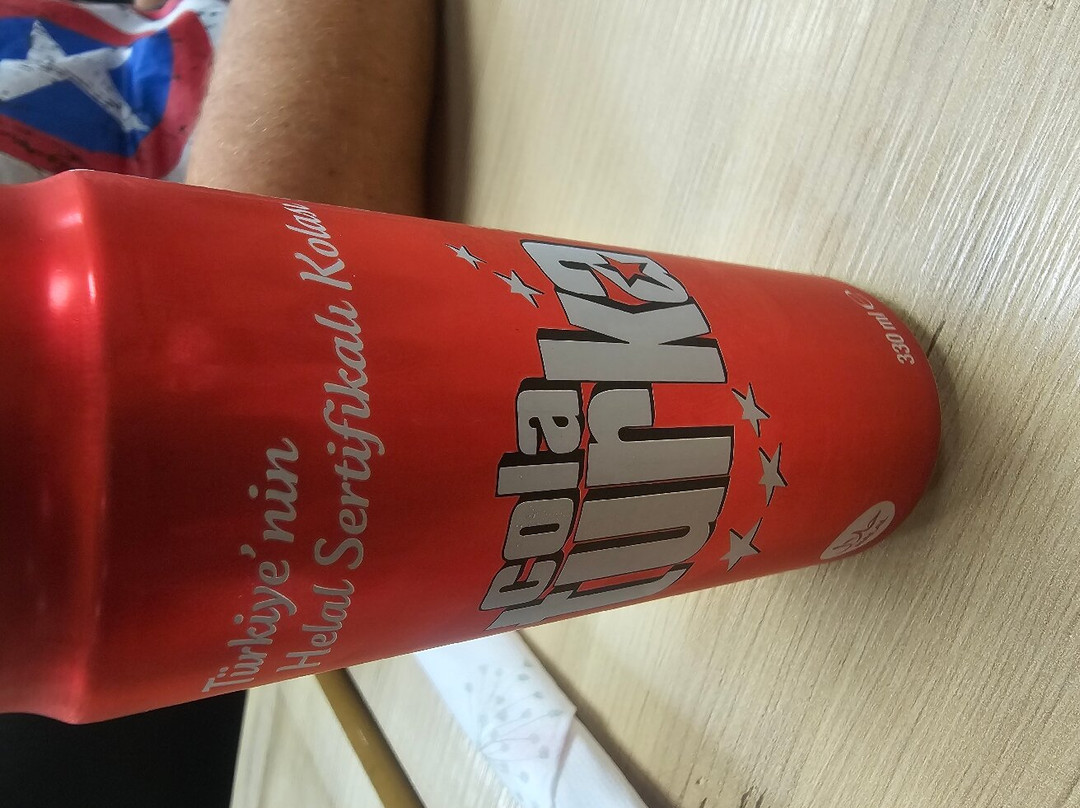 Türkiye'nin
Helal Sertifikalı Kolası
cola
turka
330 ml